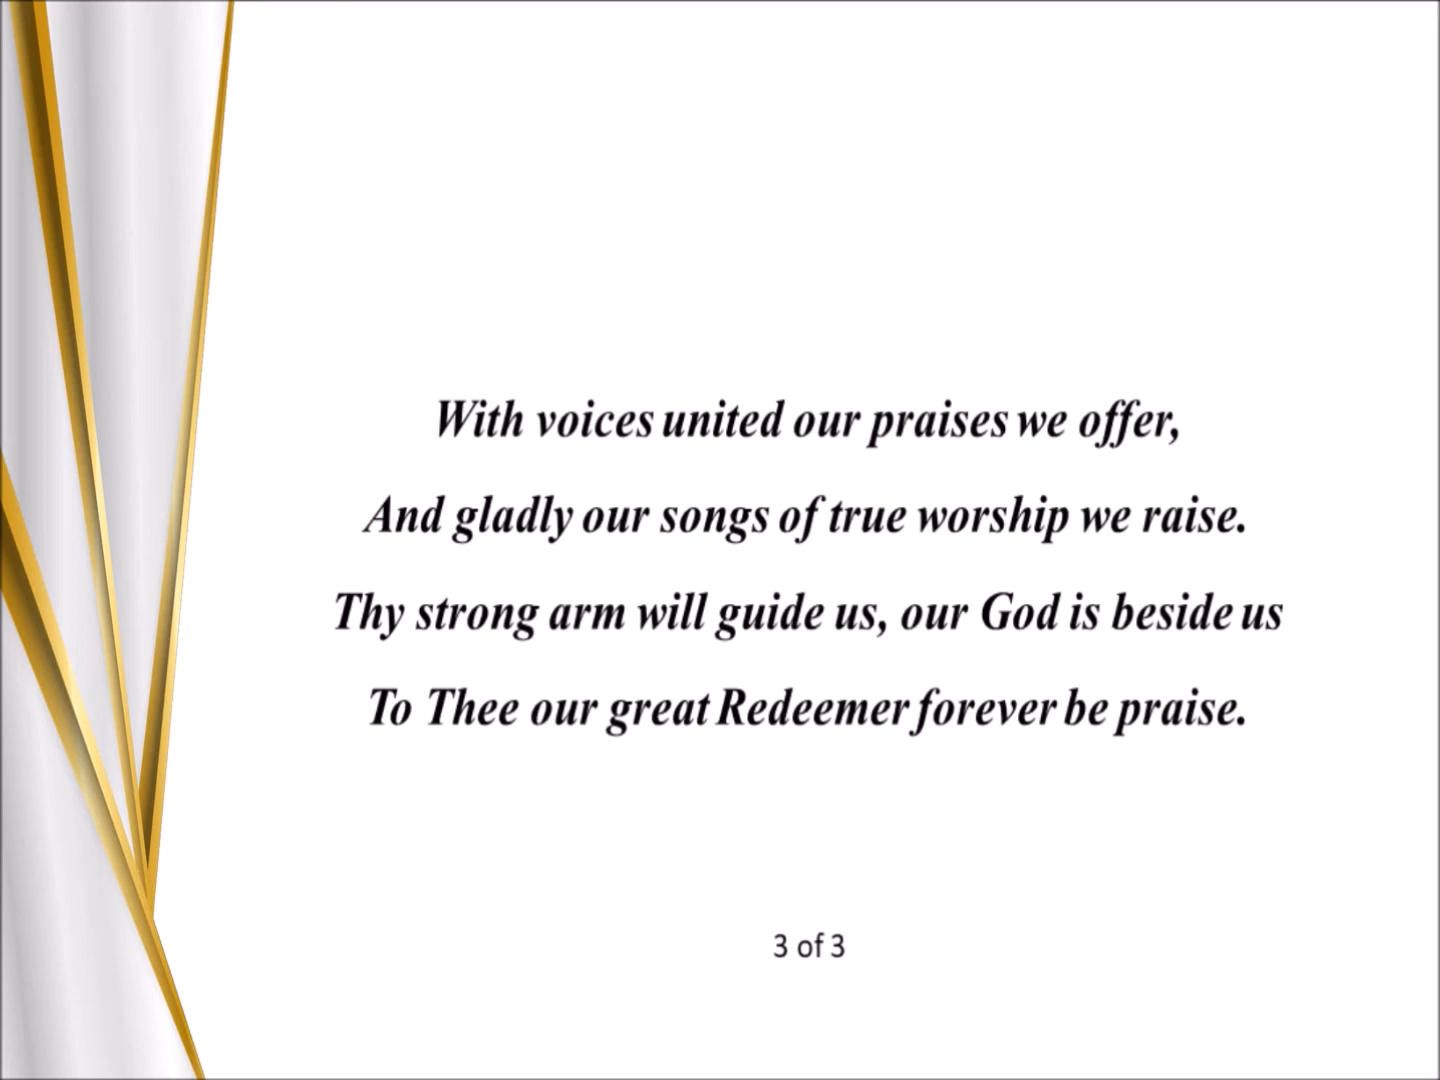 With voices united our praises we offer,
And gladly our songs of true worship we raise.
Thy strong arm will guide us, our God is beside us
To Thee our great Redeemer forever be praise.
3 of 3